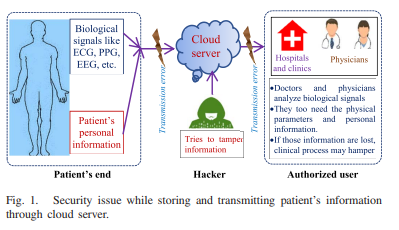 Biological
signals like
ECG, PPG,
EEG, etc.
Patient's
personal
information
Transmission error
Cloud
server
Tries to tamper
information
Transmission error
Hospitals
and clinics
Physicians
•Doctors and physicians
analyze biological signals
•They too need the physical
parameters and personal
information.
•If those information are lost,
clinical process may hamper
Patient's end
Hacker
Authorized user
Fig. 1. Security issue while storing and transmitting patient's information
through cloud server.